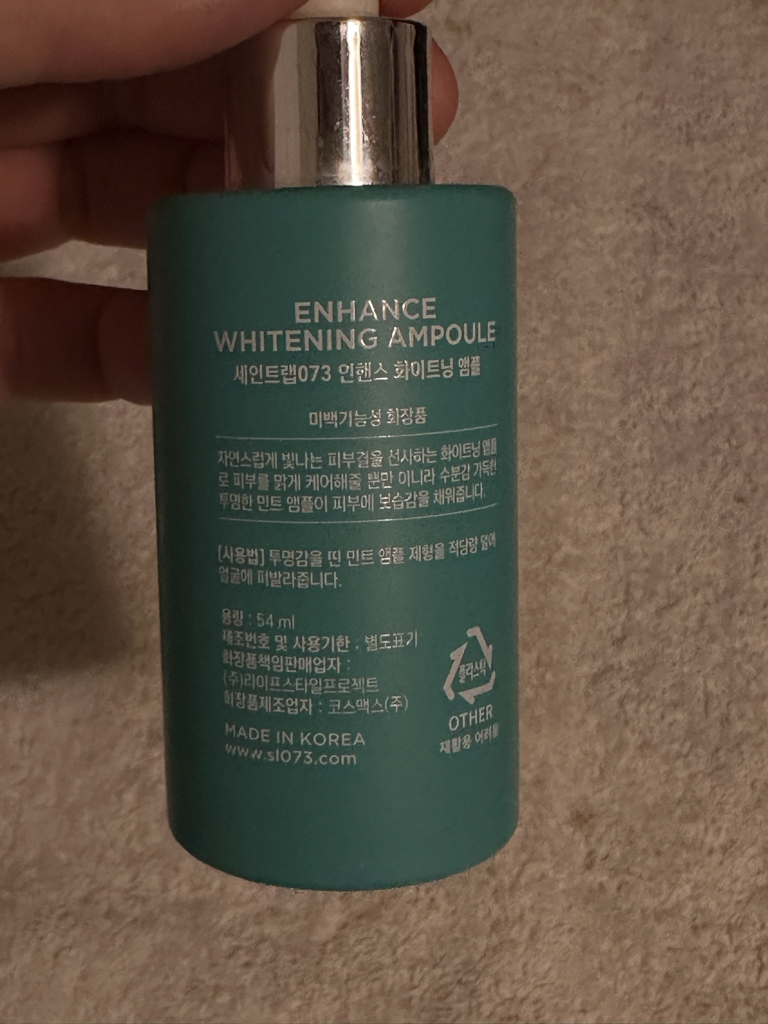 ENHANCE
WHITENING AMPOULE
세인트랩073 인핸스 화이트닝 앰플
미백기능성 화장품
자연스럽게 빛나는 피부결을 선사하는 화이트닝 앰플
로 피부를 맑게 케어해줄 뿐만 아니라 수분감 가득한
투명한 민트 앰플이 피부에 보습감을 채워줍니다.
[사용법] 투명감을 띤 민트 앰플 제형을 적당량 덜어
얼굴에 펴발라줍니다.
용량 : 54 ml
제조번호 및 사용기한 : 별도표기
화장품책임판매업자 :
(주)라이프스타일프로젝트
화장품제조업자 : 코스맥스(주)
MADE IN KOREA
www.sl073.com
플라스틱
OTHER
재활용 어려움